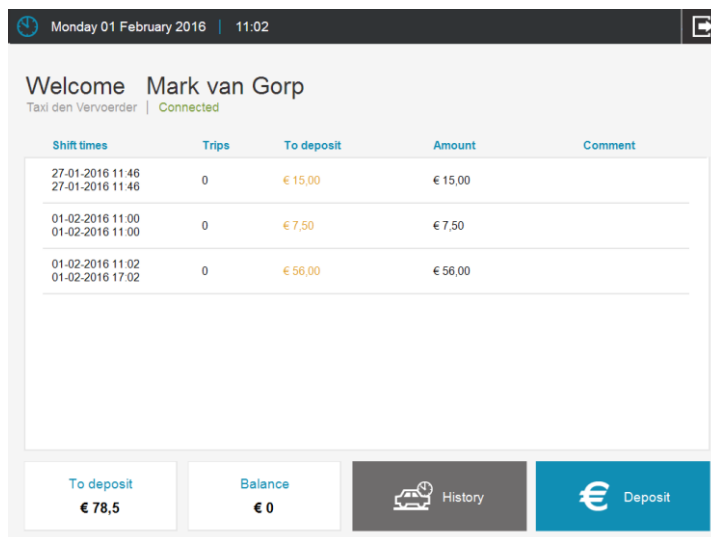 Monday 01 February 2016 | 11:02
Welcome Mark van Gorp
Taxi den Vervoerder | Connected
Shift times Trips To deposit Amount Comment
27-01-2016 11:46
27-01-2016 11:46
0 € 15,00 € 15,00
01-02-2016 11:00
01-02-2016 11:00
0 € 7,50 € 7,50
01-02-2016 11:02
01-02-2016 17:02
0 € 56,00 € 56,00
To deposit
€ 78,5
Balance
€ 0
History
€ Deposit